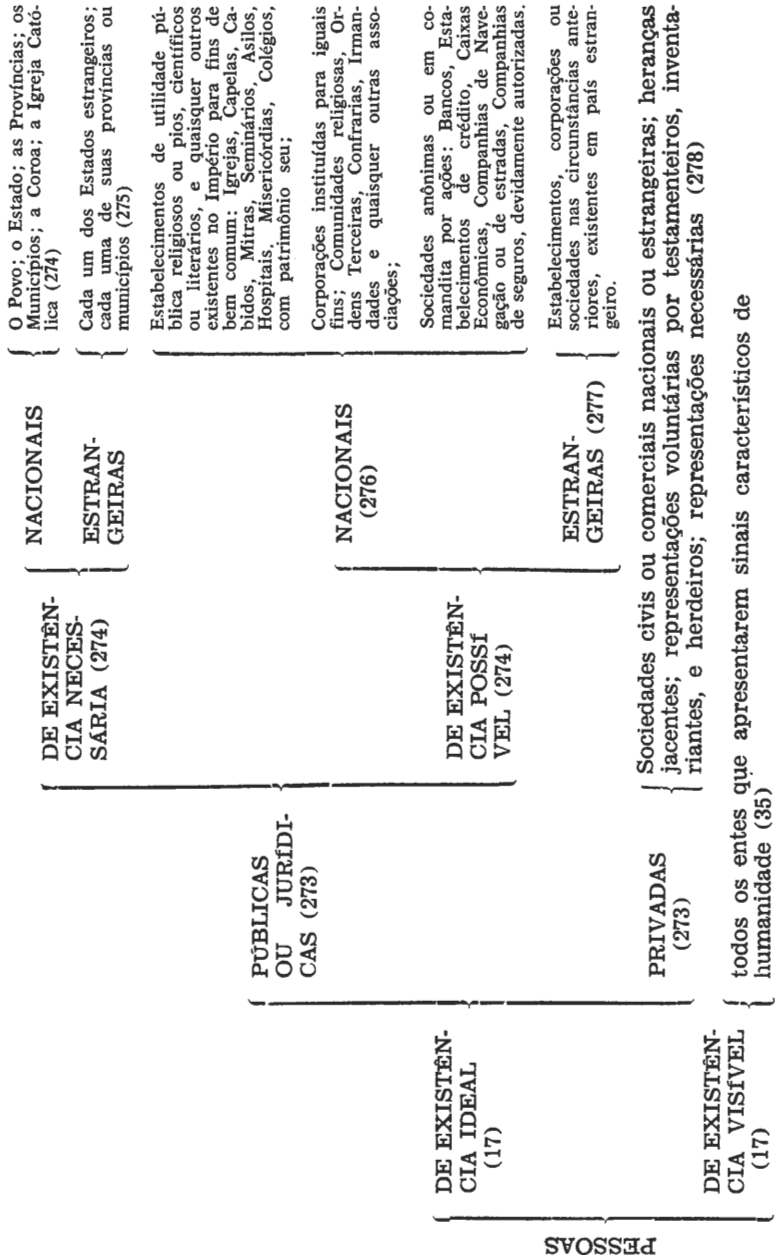 PESSOAS
DE EXISTÊN-
CIA IDEAL
(17)
PÚBLICAS
OU JURÍDI-
CAS (273)
DE EXISTÊN-
CIA NECES-
SÁRIA (274)
NACIONAIS
O Povo; o Estado; as Províncias; os
Municípios; a Coroa; a Igreja Cató-
lica (274)
ESTRAN-
GEIRAS
Cada um dos Estados estrangeiros;
cada uma de suas províncias ou
municípios (275)
DE EXISTÊN-
CIA POSSÍ
VEL (274)
NACIONAIS
(276)
Estabelecimentos de utilidade pú-
blica religiosos ou pios, científicos
ou literários, e quaisquer outros
existentes no Império para fins de
bem comum: Igrejas, Capelas, Ca-
bidos, Mitras, Seminários, Asilos,
Hospitais, Misericórdias, Colégios,
com patrimônio seu;
Corporações instituídas para iguais
fins; Comunidades religiosas, Or-
dens Terceiras, Confrarias, Irman-
dades e quaisquer outras asso-
ciações;
Sociedades anônimas ou em co-
mandita por ações; Bancos, Esta-
belecimentos de crédito, Caixas
Econômicas, Companhias de Nave-
gação ou de estradas, Companhias
de seguros, devidamente autorizadas.
ESTRAN-
GEIRAS (277)
Estabelecimentos, corporações ou
sociedades nas circunstâncias ante-
riores, existentes em país estran-
geiro.
PRIVADAS
(273)
Sociedades civis ou comerciais nacionais ou estrangeiras; heranças
jacentes; representações voluntárias por testamenteiros, inventa-
riantes, e herdeiros; representações necessárias (278)
DE EXISTÊN-
CIA VISÍVEL
(17)
todos os entes que apresentarem sinais característicos de
humanidade (35)